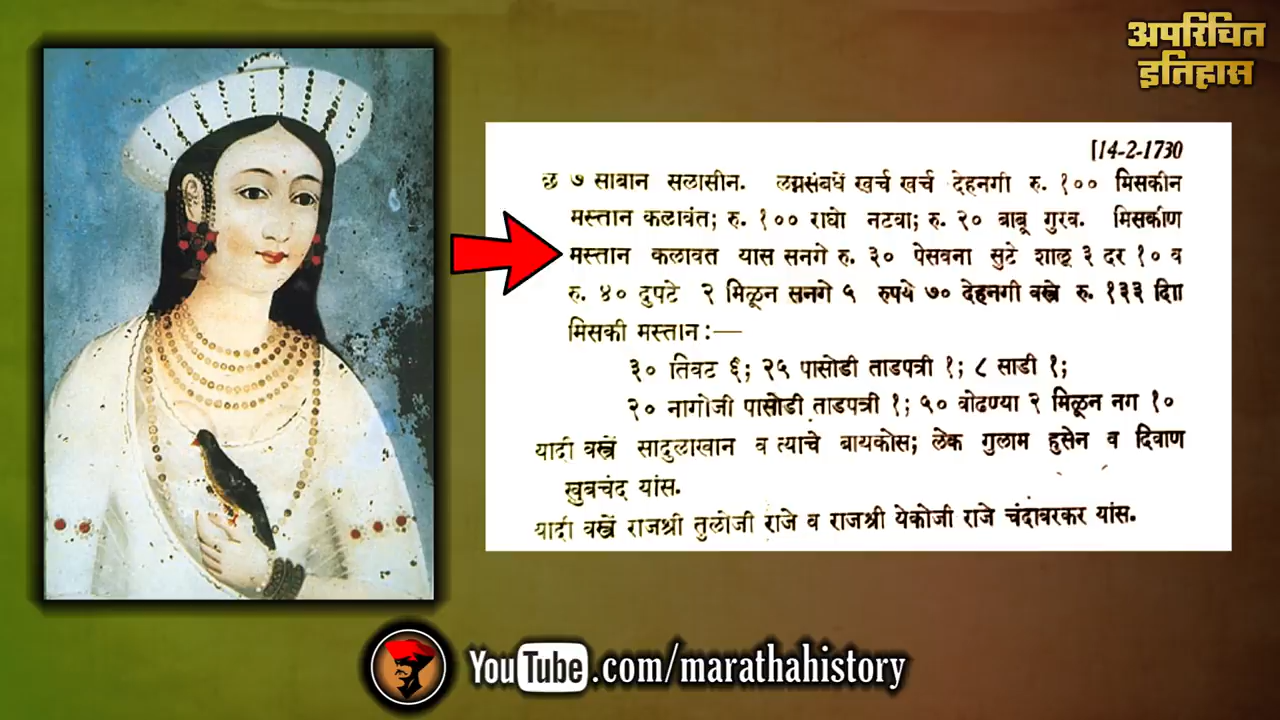 अपरिचित
इतिहास
[14-2-1730
छ ७ साबान सलासीन. लग्नसंबधें खर्च खर्च देहनगी रु. १०० मिसकीन
मस्तान कलावंत; रु. १०० राघो नटवा; रु. २० बाबू गुरव. मिसकीण
मस्तान कलावत यास सनगे रु. ३० पेसवना सुटे शालू ३ दर १० व
रु. ४० दुपटे २ मिळून सनगे ५ रुपये ७० देहनगी वस्त्रे रु. १३३ दिा।
मिसकी मस्तान :—
३० तिवट ६; २५ पासोडी ताडपत्री १; ८ साडी १;
२० नागोजी पासोडी ताडपत्री १; ५० वोढण्या २ मिळून नग १०
यादी वस्त्रें सादुलाखान व त्याचे बायकोस; लेक गुलाम हुसेन व दिवाण
खुबचंद यांस.
यादी वस्त्रें राजश्री तुलोजी राजे व राजश्री येकोजी राजे चंदावरकर यांस.
YouTube.com/marathahistory